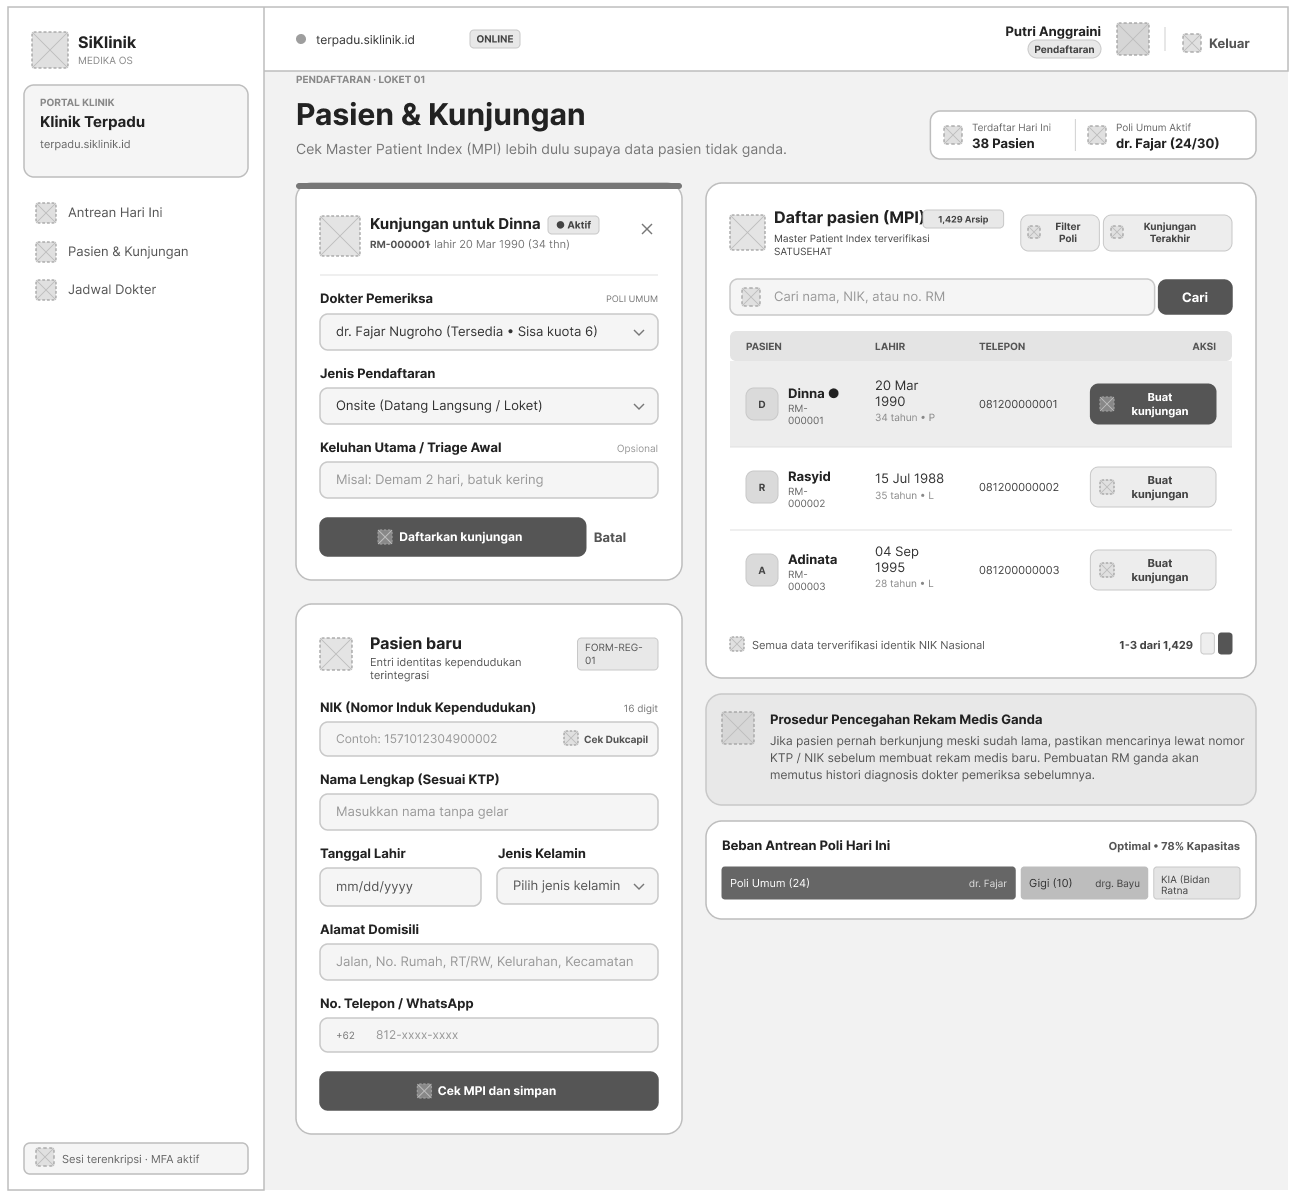 SiKlinik
MEDIKA OS
PORTAL KLINIK
Klinik Terpadu
terpadu.siklinik.id
Antrean Hari Ini
Pasien & Kunjungan
Jadwal Dokter
Sesi terenkripsi · MFA aktif
terpadu.siklinik.id
ONLINE
Putri Anggraini
Pendaftaran
Keluar
PENDAFTARAN · LOKET 01
Pasien & Kunjungan
Cek Master Patient Index (MPI) lebih dulu supaya data pasien tidak ganda.
Terdaftar Hari Ini
38 Pasien
Poli Umum Aktif
dr. Fajar (24/30)
Kunjungan untuk Dinna
● Aktif
RM-000001· lahir 20 Mar 1990 (34 thn)
Dokter Pemeriksa
POLI UMUM
dr. Fajar Nugroho (Tersedia • Sisa kuota 6)
Jenis Pendaftaran
Onsite (Datang Langsung / Loket)
Keluhan Utama / Triage Awal
Opsional
Misal: Demam 2 hari, batuk kering
Daftarkan kunjungan
Batal
Pasien baru
Entri identitas kependudukan
terintegrasi
FORM-REG-
01
NIK (Nomor Induk Kependudukan)
16 digit
Contoh: 1571012304900002
Cek Dukcapil
Nama Lengkap (Sesuai KTP)
Masukkan nama tanpa gelar
Tanggal Lahir
Jenis Kelamin
mm/dd/yyyy
Pilih jenis kelamin
Alamat Domisili
Jalan, No. Rumah, RT/RW, Kelurahan, Kecamatan
No. Telepon / WhatsApp
+62
812-xxxx-xxxx
Cek MPI dan simpan
Daftar pasien (MPI)
1,429 Arsip
Master Patient Index terverifikasi
SATUSEHAT
Filter
Poli
Kunjungan
Terakhir
Cari nama, NIK, atau no. RM
Cari
PASIEN LAHIR TELEPON AKSI
D
Dinna ●
RM-
000001
20 Mar
1990
34 tahun • P
081200000001
Buat
kunjungan
R
Rasyid
RM-
000002
15 Jul 1988
35 tahun • L
081200000002
Buat
kunjungan
A
Adinata
RM-
000003
04 Sep
1995
28 tahun • L
081200000003
Buat
kunjungan
Semua data terverifikasi identik NIK Nasional
1-3 dari 1,429
Prosedur Pencegahan Rekam Medis Ganda
Jika pasien pernah berkunjung meski sudah lama, pastikan mencarinya lewat nomor
KTP / NIK sebelum membuat rekam medis baru. Pembuatan RM ganda akan
memutus histori diagnosis dokter pemeriksa sebelumnya.
Beban Antrean Poli Hari Ini
Optimal • 78% Kapasitas
Poli Umum (24)
dr. Fajar
Gigi (10)
drg. Bayu
KIA (Bidan
Ratna